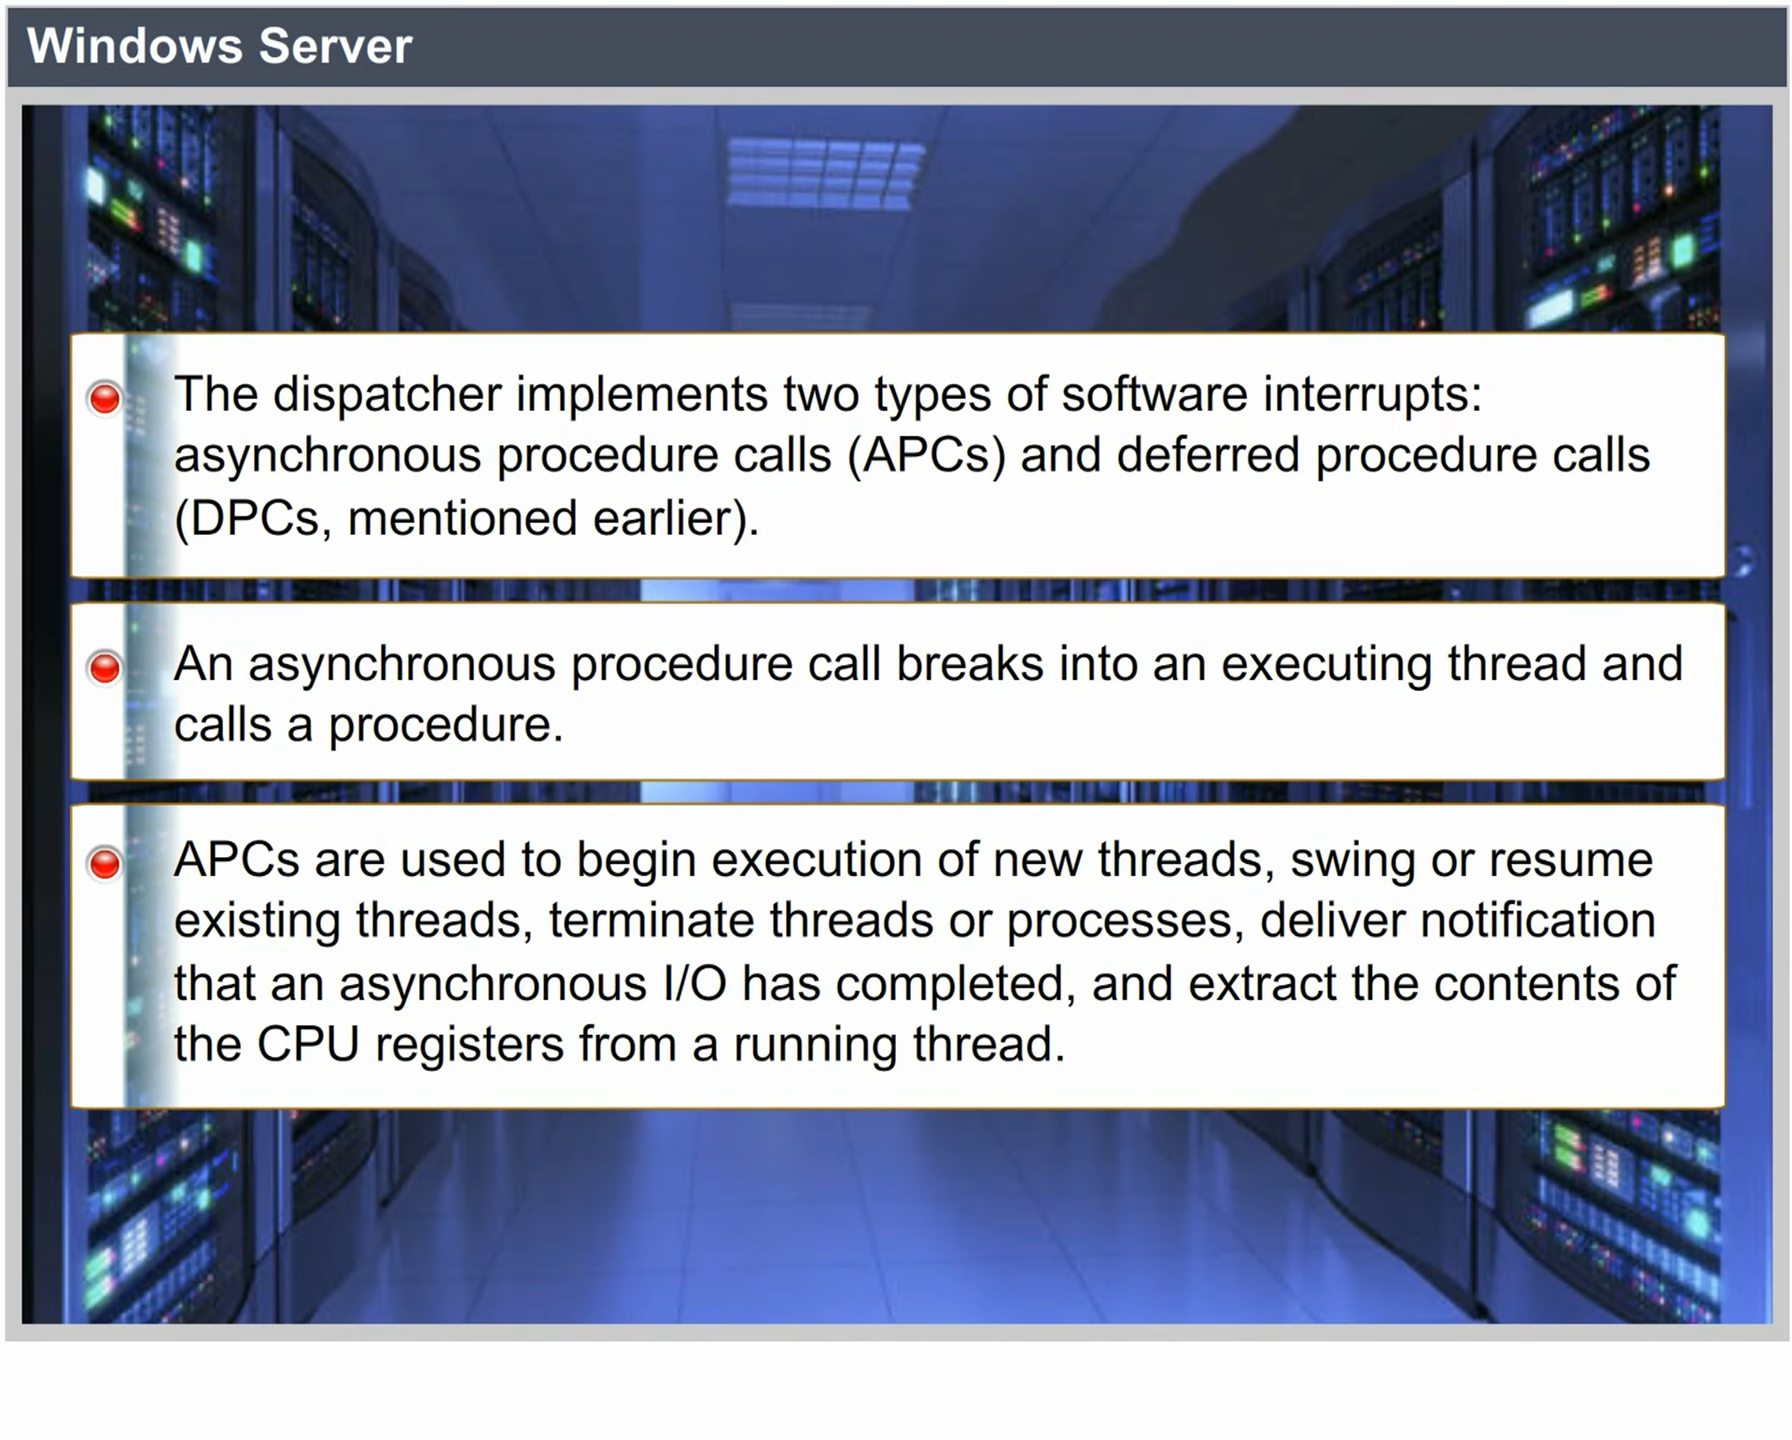 Windows Server
The dispatcher implements two types of software interrupts:
asynchronous procedure calls (APCs) and deferred procedure calls
(DPCs, mentioned earlier).
An asynchronous procedure call breaks into an executing thread and
calls a procedure.
APCs are used to begin execution of new threads, swing or resume
existing threads, terminate threads or processes, deliver notification
that an asynchronous I/O has completed, and extract the contents of
the CPU registers from a running thread.